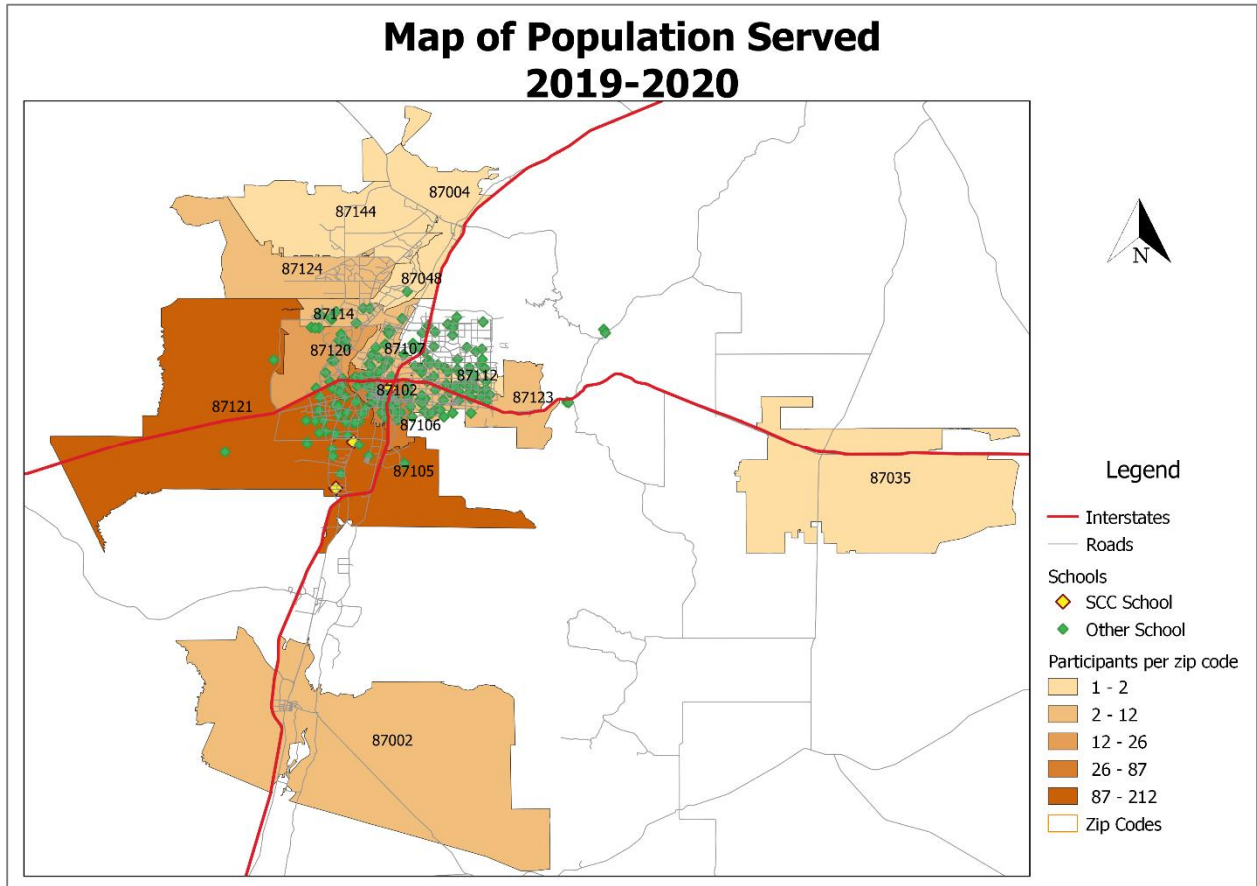 Map of Population Served
2019-2020
87004
87144
87124
87048
87114
87107
87120
87112
87102
87123
87121
87106
87105
87035
87002
N
Legend
Interstates
Roads
Schools
SCC School
Other School
Participants per zip code
1 - 2
2 - 12
12 - 26
26 - 87
87 - 212
Zip Codes